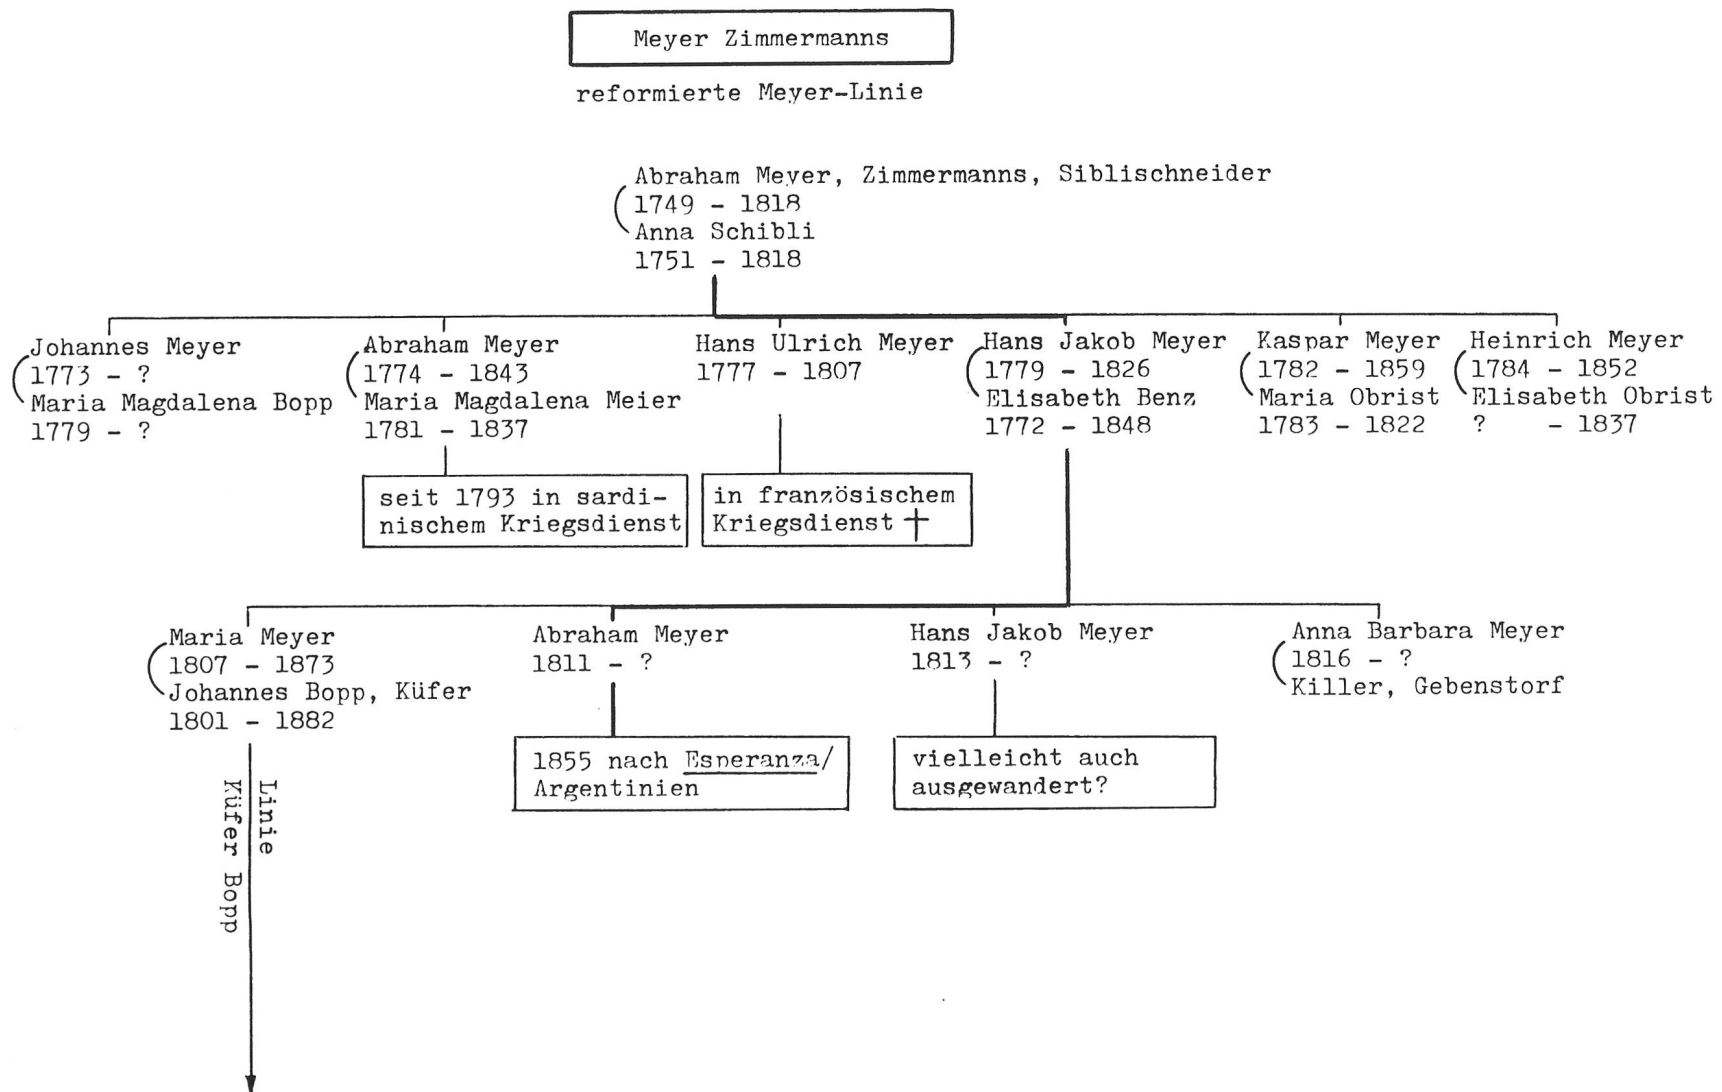 Meyer Zimmermanns
reformierte Meyer-Linie
Abraham Meyer, Zimmermanns, Siblischneider
1749 - 1818
Anna Schibli
1751 - 1818
Johannes Meyer
1773 - ?
Maria Magdalena Bopp
1779 - ?
Abraham Meyer
1774 - 1843
Maria Magdalena Meier
1781 - 1837
seit 1793 in sardi-
nischem Kriegsdienst
Hans Ulrich Meyer
1777 - 1807
in französischem
Kriegsdienst †
Hans Jakob Meyer
1779 - 1826
Elisabeth Benz
1772 - 1848
Kaspar Meyer
1782 - 1859
Maria Obrist
1783 - 1822
Heinrich Meyer
1784 - 1852
Elisabeth Obrist
? - 1837
Maria Meyer
1807 - 1873
Johannes Bopp, Küfer
1801 - 1882
Linie
Küfer Bopp
Abraham Meyer
1811 - ?
1855 nach Esperanza/
Argentinien
Hans Jakob Meyer
1813 - ?
vielleicht auch
ausgewandert?
Anna Barbara Meyer
1816 - ?
Killer, Gebenstorf